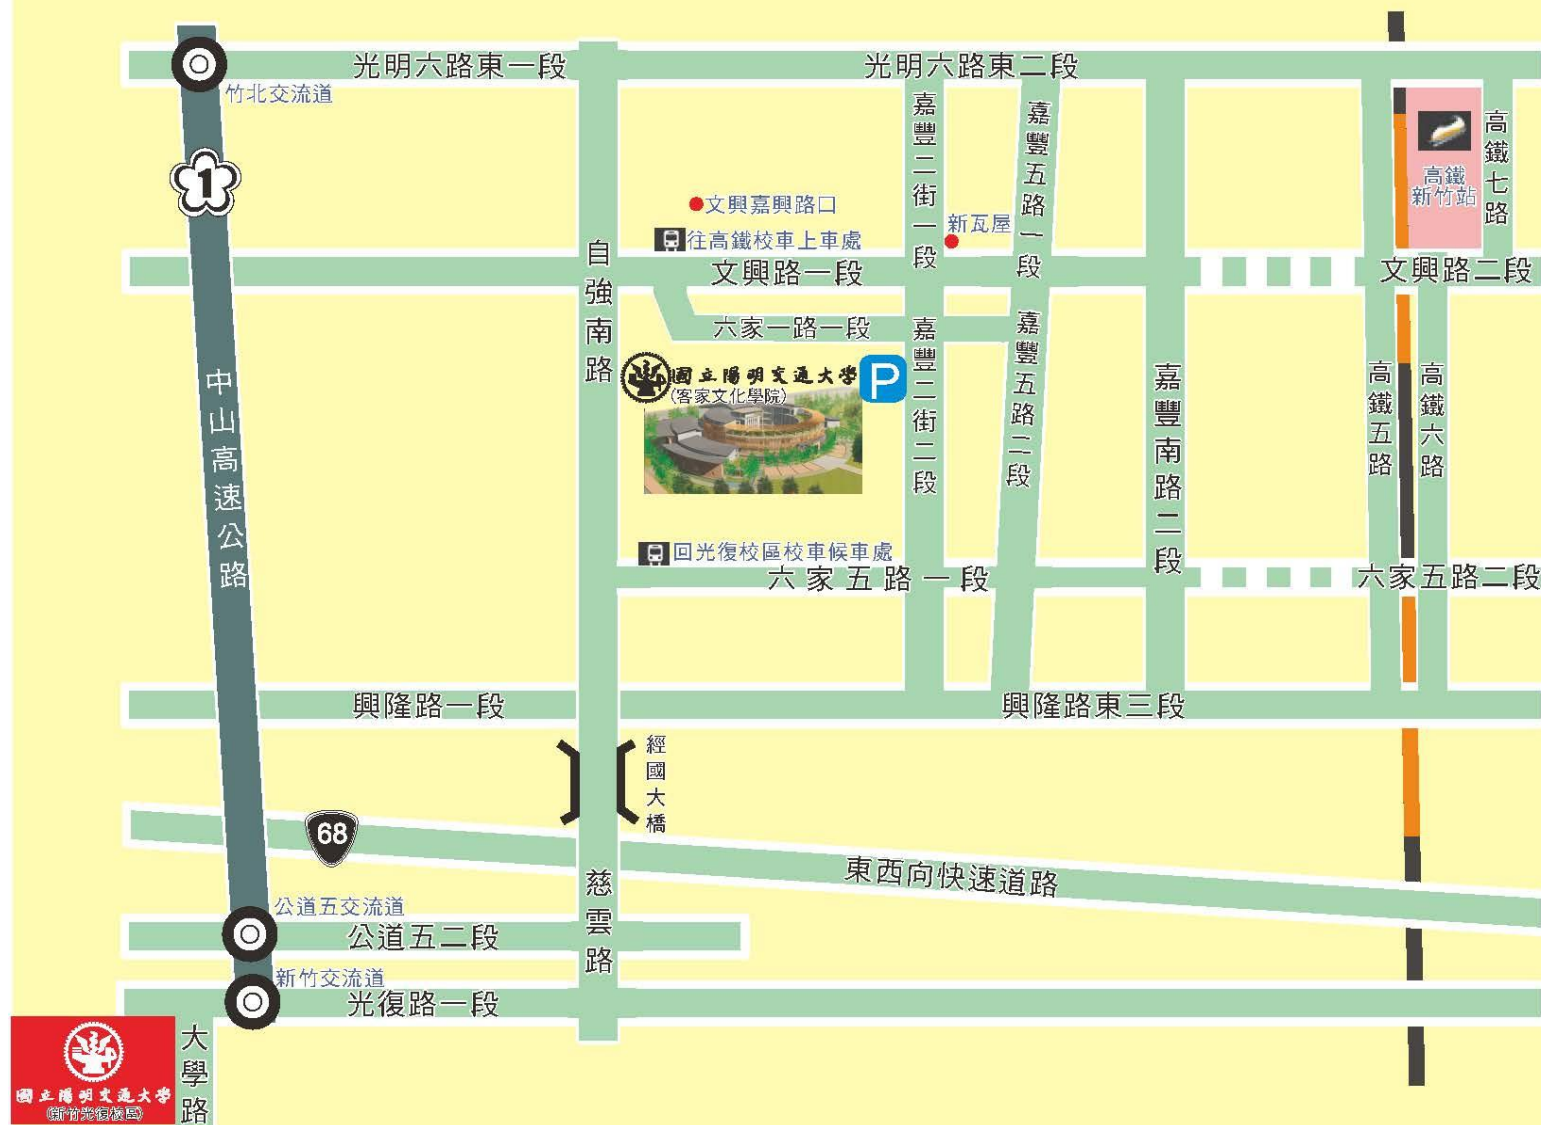 光明六路東一段
光明六路東二段
竹北交流道
1
嘉豐二街一段
嘉豐五路一段
高鐵七路
高鐵
新竹站
文興嘉興路口
往高鐵校車上車處
新瓦屋
自強南路
文興路一段
文興路二段
六家一路一段
嘉豐二街二段
嘉豐五路二段
國立陽明交通大學
(客家文化學院)
P
中山高速公路
嘉豐南路二段
高鐵五路
高鐵六路
回光復校區校車候車處
六家五路一段
六家五路二段
興隆路一段
興隆路東三段
經國大橋
68
東西向快速道路
慈雲路
公道五交流道
公道五二段
新竹交流道
光復路一段
大學路
國立陽明交通大學
(新竹光復校區)